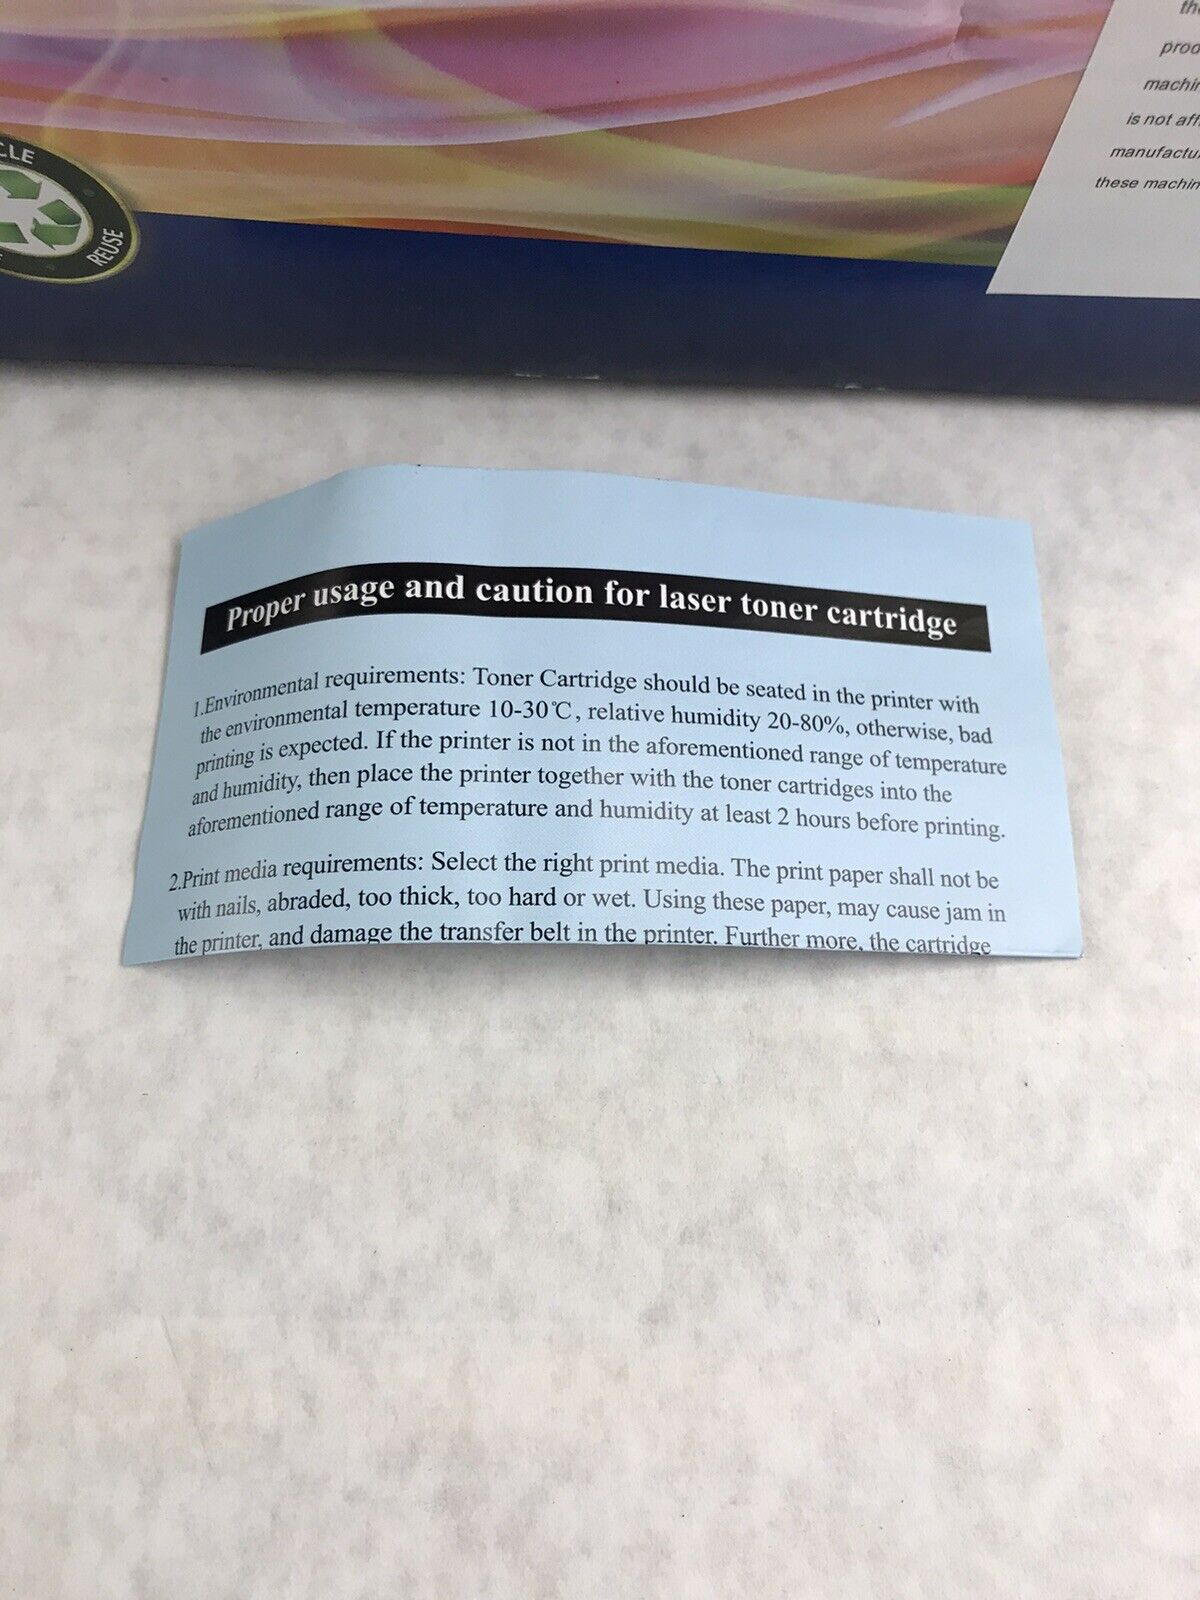 CLE
REUSE
the
prod
machin
is not aff
manufactu
these machin
Proper usage and caution for laser toner cartridge
1.Environmental requirements: Toner Cartridge should be seated in the printer with
the environmental temperature 10-30℃, relative humidity 20-80%, otherwise, bad
printing is expected. If the printer is not in the aforementioned range of temperature
and humidity, then place the printer together with the toner cartridges into the
aforementioned range of temperature and humidity at least 2 hours before printing.
2.Print media requirements: Select the right print media. The print paper shall not be
with nails, abraded, too thick, too hard or wet. Using these paper, may cause jam in
the printer, and damage the transfer belt in the printer. Further more, the cartridge